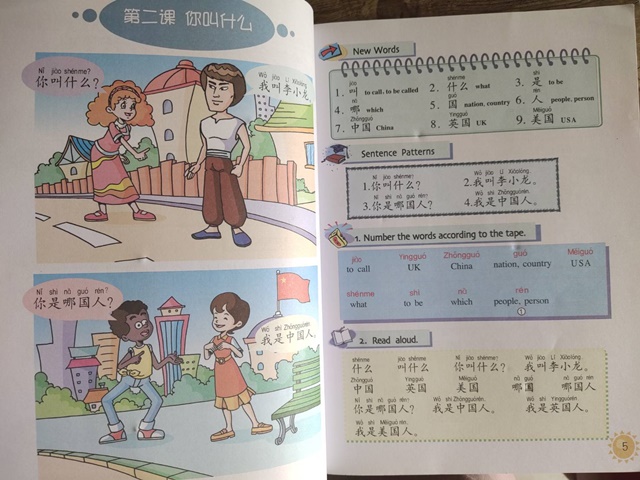 第二课 你叫什么
Nǐ jiào shénme?
你叫什么?
Wǒ jiào Lǐ Xiǎolóng.
我叫李小龙。
Nǐ shì nǎ guó rén?
你是哪国人?
Wǒ shì Zhōngguórén.
我是中国人。
New Words
jiào shénme shì
1. 叫 to call, to be called 2. 什么 what 3. 是 to be
nǎ guó rén
4. 哪 which 5. 国 nation, country 6. 人 people, person
Zhōngguó Yīngguó Měiguó
7. 中国 China 8. 英国 UK 9. 美国 USA
Sentence Patterns
Nǐ jiào shénme? Wǒ jiào Lǐ Xiǎolóng.
1.你叫什么? 2.我叫李小龙。
Nǐ shì nǎ guó rén? Wǒ shì Zhōngguórén.
3.你是哪国人? 4.我是中国人。
1. Number the words according to the tape.
jiào Yīngguó Zhōngguó guó Měiguó
to call UK China nation, country USA
shénme shì nǎ rén
what to be which people, person
①
2. Read aloud.
shénme jiào shénme Nǐ jiào shénme? Wǒ jiào Lǐ Xiǎolóng.
什么 叫什么 你叫什么? 我叫李小龙。
Zhōngguó Yīngguó Měiguó nǎ guó nǎ guó rén
中国 英国 美国 哪国 哪国人
Nǐ shì nǎ guó rén? Wǒ shì Zhōngguórén. Wǒ shì Yīngguórén.
你是哪国人? 我是中国人。 我是英国人。
Wǒ shì Měiguó rén.
我是美国人。
5